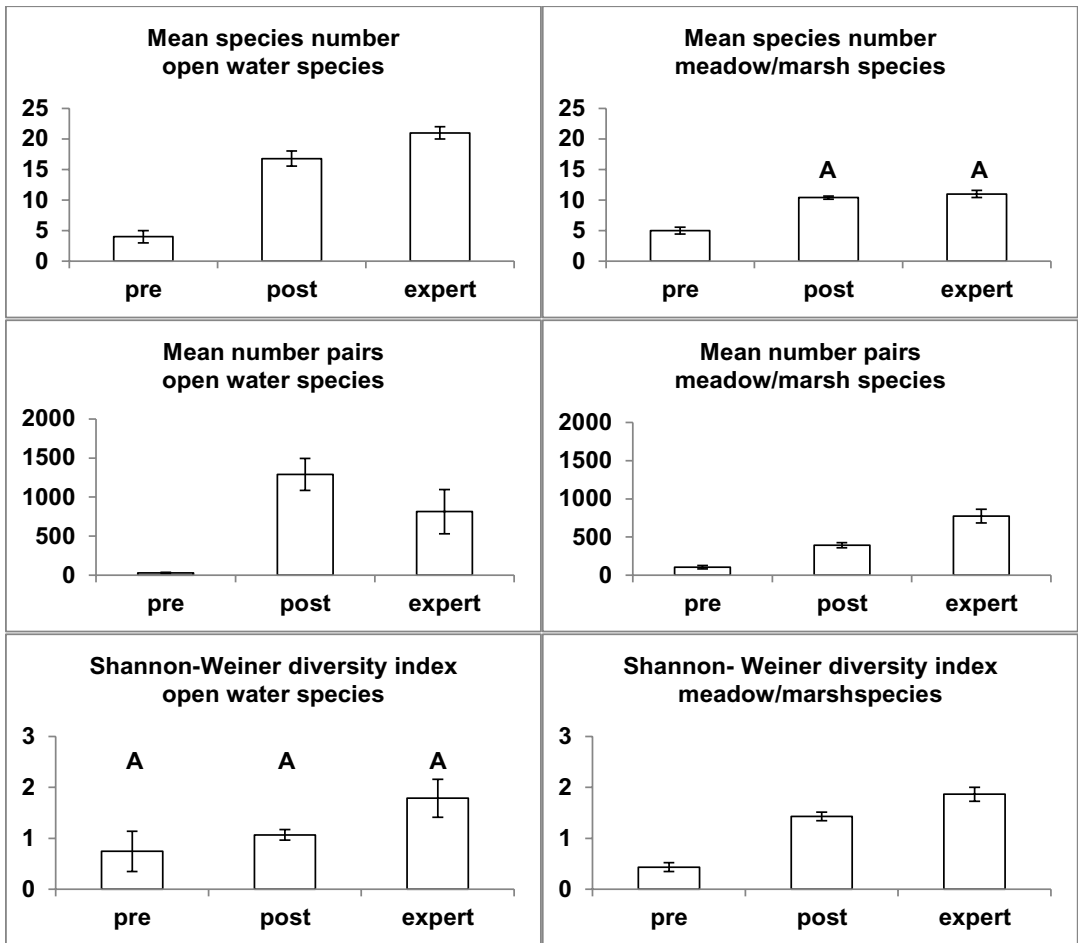 Mean species number
open water species
25
20
15
10
5
0
pre post expert
Mean species number
meadow/marsh species
25
20
15
10
5
0
A A
pre post expert
Mean number pairs
open water species
2000
1500
1000
500
0
pre post expert
Mean number pairs
meadow/marsh species
2000
1500
1000
500
0
pre post expert
Shannon-Weiner diversity index
open water species
3
2
1
0
A A A
pre post expert
Shannon- Weiner diversity index
meadow/marshspecies
3
2
1
0
pre post expert